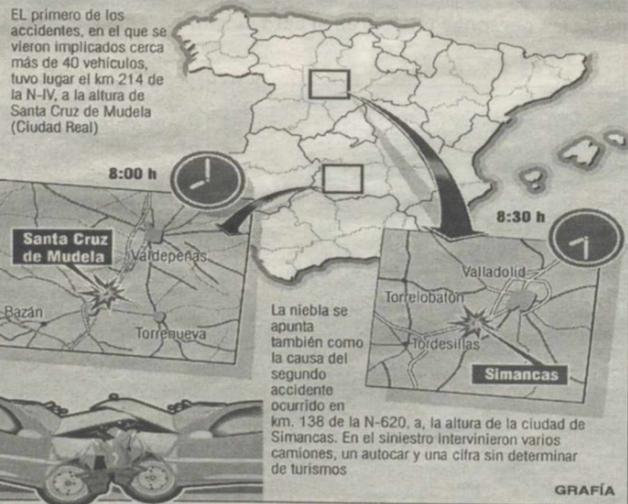 EL primero de los
accidentes, en el que se
vieron implicados cerca
más de 40 vehículos,
tuvo lugar el km 214 de
la N-IV, a la altura de
Santa Cruz de Mudela
(Ciudad Real)
8:00 h
Santa Cruz
de Mudela
Valdepeñas
Bazán
Torrenueva
8:30 h
Valladolid
Torrelobatón
Tordesillas
Simancas
La niebla se
apunta
también como
la causa del
segundo
accidente
ocurrido en
km. 138 de la N-620, a, la altura de la ciudad de
Simancas. En el siniestro intervinieron varios
camiones, un autocar y una cifra sin determinar
de turismos
GRAFÍA